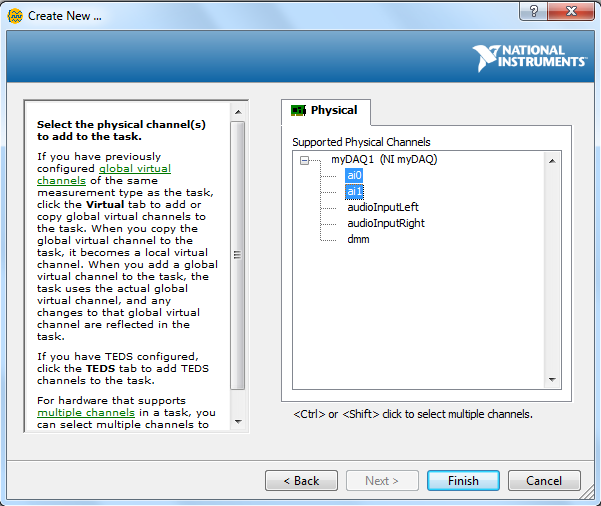 Create New ...
NATIONAL
INSTRUMENTS
Select the physical channel(s)
to add to the task.
If you have previously
configured global virtual
channels of the same
measurement type as the task,
click the Virtual tab to add or
copy global virtual channels to
the task. When you copy the
global virtual channel to the
task, it becomes a local virtual
channel. When you add a global
virtual channel to the task, the
task uses the actual global
virtual channel, and any
changes to that global virtual
channel are reflected in the
task.
If you have TEDS configured,
click the TEDS tab to add TEDS
channels to the task.
For hardware that supports
multiple channels in a task, you
can select multiple channels to
Physical
Supported Physical Channels
myDAQ1 (NI myDAQ)
ai0
ai1
audioInputLeft
audioInputRight
dmm
<Ctrl> or <Shift> click to select multiple channels.
< Back
Next >
Finish
Cancel